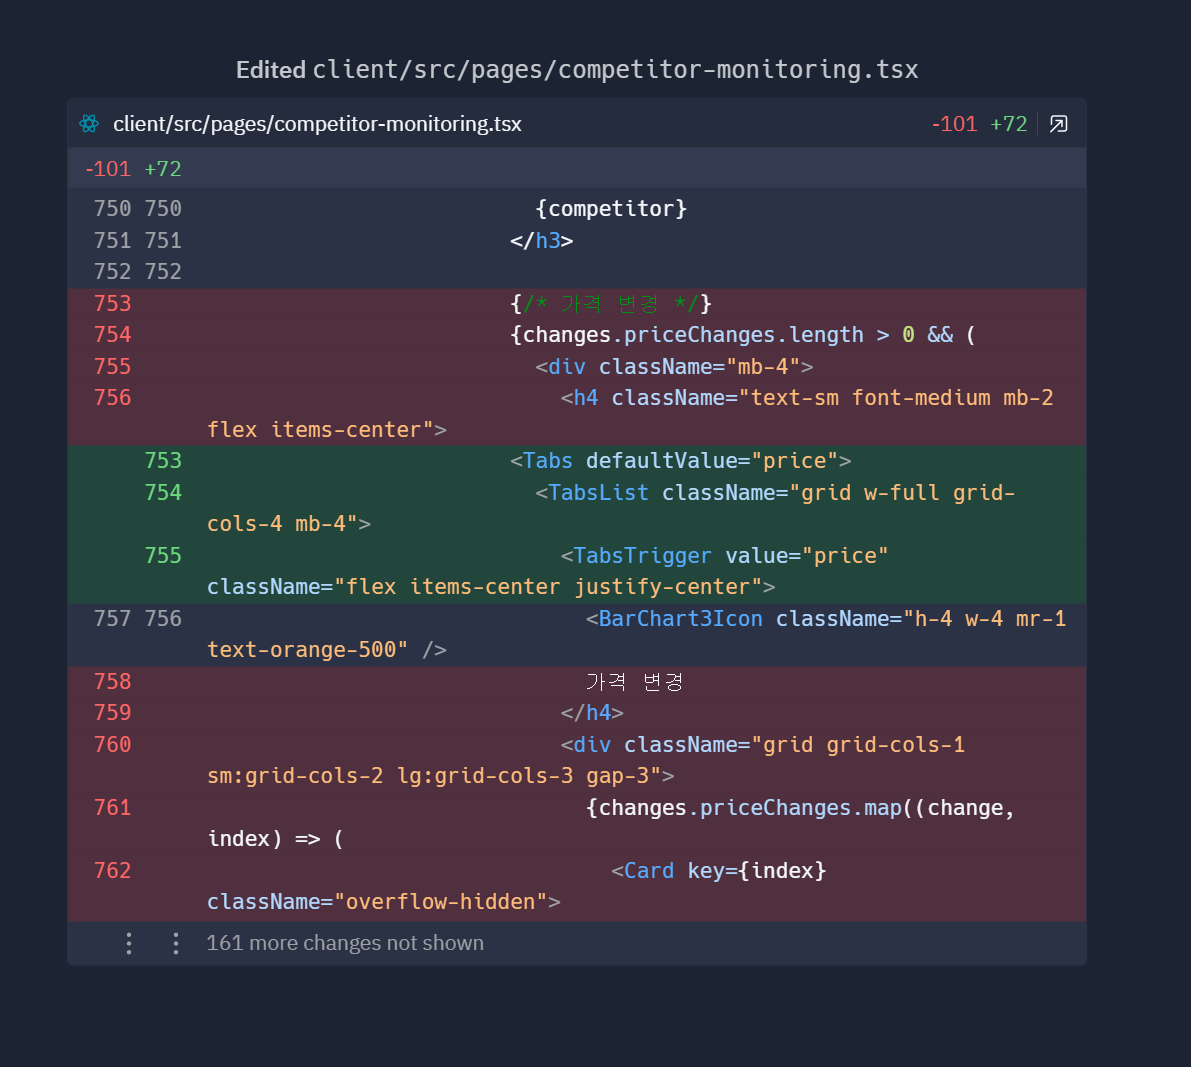 Edited client/src/pages/competitor-monitoring.tsx
client/src/pages/competitor-monitoring.tsx -101 +72
-101 +72
750 750 {competitor}
751 751 </h3>
752 752
753 {/* 가격 변경 */}
754 {changes.priceChanges.length > 0 && (
755 <div className="mb-4">
756 <h4 className="text-sm font-medium mb-2
flex items-center">
753 <Tabs defaultValue="price">
754 <TabsList className="grid w-full grid-
cols-4 mb-4">
755 <TabsTrigger value="price"
className="flex items-center justify-center">
757 756 <BarChart3Icon className="h-4 w-4 mr-1
text-orange-500" />
758 가격 변경
759 </h4>
760 <div className="grid grid-cols-1
sm:grid-cols-2 lg:grid-cols-3 gap-3">
761 {changes.priceChanges.map((change,
index) => (
762 <Card key={index}
className="overflow-hidden">
161 more changes not shown